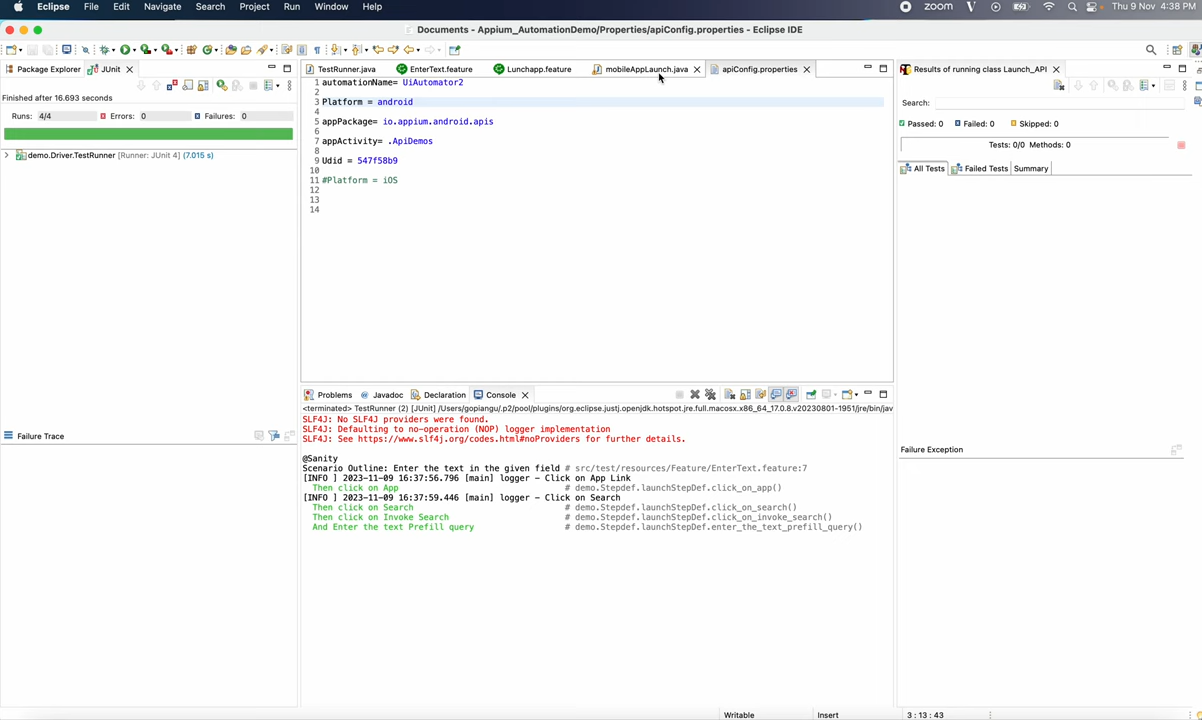 Eclipse File Edit Navigate Search Project Run Window Help zoom Thu 9 Nov 4:38 PM
Documents - Appium_AutomationDemo/Properties/apiConfig.properties - Eclipse IDE
Package Explorer JUnit
Finished after 16.693 seconds
Runs: 4/4 Errors: 0 Failures: 0
demo.Driver.TestRunner [Runner: JUnit 4] (7.015 s)
Failure Trace
TestRunner.java EnterText.feature Lunchapp.feature mobileAppLaunch.java apiConfig.properties
1 automationName= UiAutomator2
2
3 Platform = android
4
5 appPackage= io.appium.android.apis
6
7 appActivity= .ApiDemos
8
9 Udid = 547f58b9
10
11 #Platform = iOS
12
13
14
Problems Javadoc Declaration Console
<terminated> TestRunner (2) [JUnit] /Users/gopiangu/.p2/pool/plugins/org.eclipse.justj.openjdk.hotspot.jre.full.macosx.x86_64_17.0.8.v20230801-1951/jre/bin/jav
SLF4J: No SLF4J providers were found.
SLF4J: Defaulting to no-operation (NOP) logger implementation
SLF4J: See https://www.slf4j.org/codes.html#noProviders for further details.
@Sanity
Scenario Outline: Enter the text in the given field # src/test/resources/Feature/EnterText.feature:7
[INFO ] 2023-11-09 16:37:56.796 [main] logger - Click on App Link
Then click on App # demo.Stepdef.launchStepDef.click_on_app()
[INFO ] 2023-11-09 16:37:59.446 [main] logger - Click on Search
Then click on Search # demo.Stepdef.launchStepDef.click_on_search()
Then click on Invoke Search # demo.Stepdef.launchStepDef.click_on_invoke_search()
And Enter the text Prefill query # demo.Stepdef.launchStepDef.enter_the_text_prefill_query()
Results of running class Launch_API
Search:
Passed: 0 Failed: 0 Skipped: 0
Tests: 0/0 Methods: 0
All Tests Failed Tests Summary
Failure Exception
Writable Insert 3 : 13 : 43